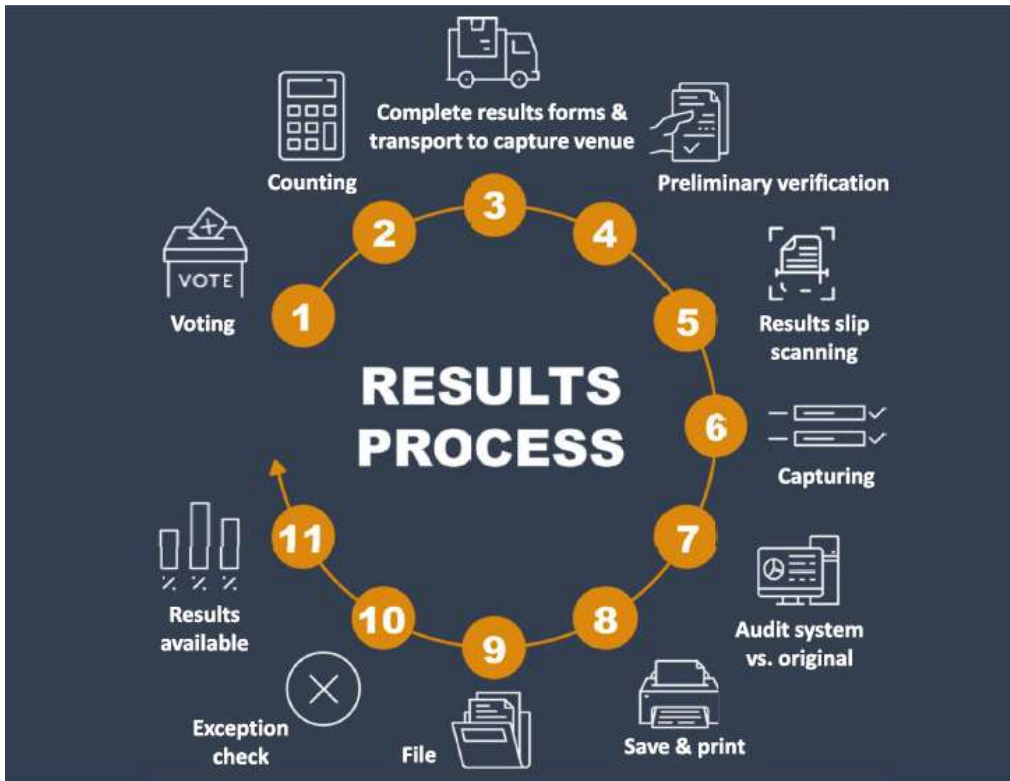 RESULTS
PROCESS
1
VOTE
Voting
2
Counting
3
Complete results forms &
transport to capture venue
4
Preliminary verification
5
Results slip
scanning
6
Capturing
7
Audit system
vs. original
8
Save & print
9
File
10
Exception
check
11
% % %
Results
available